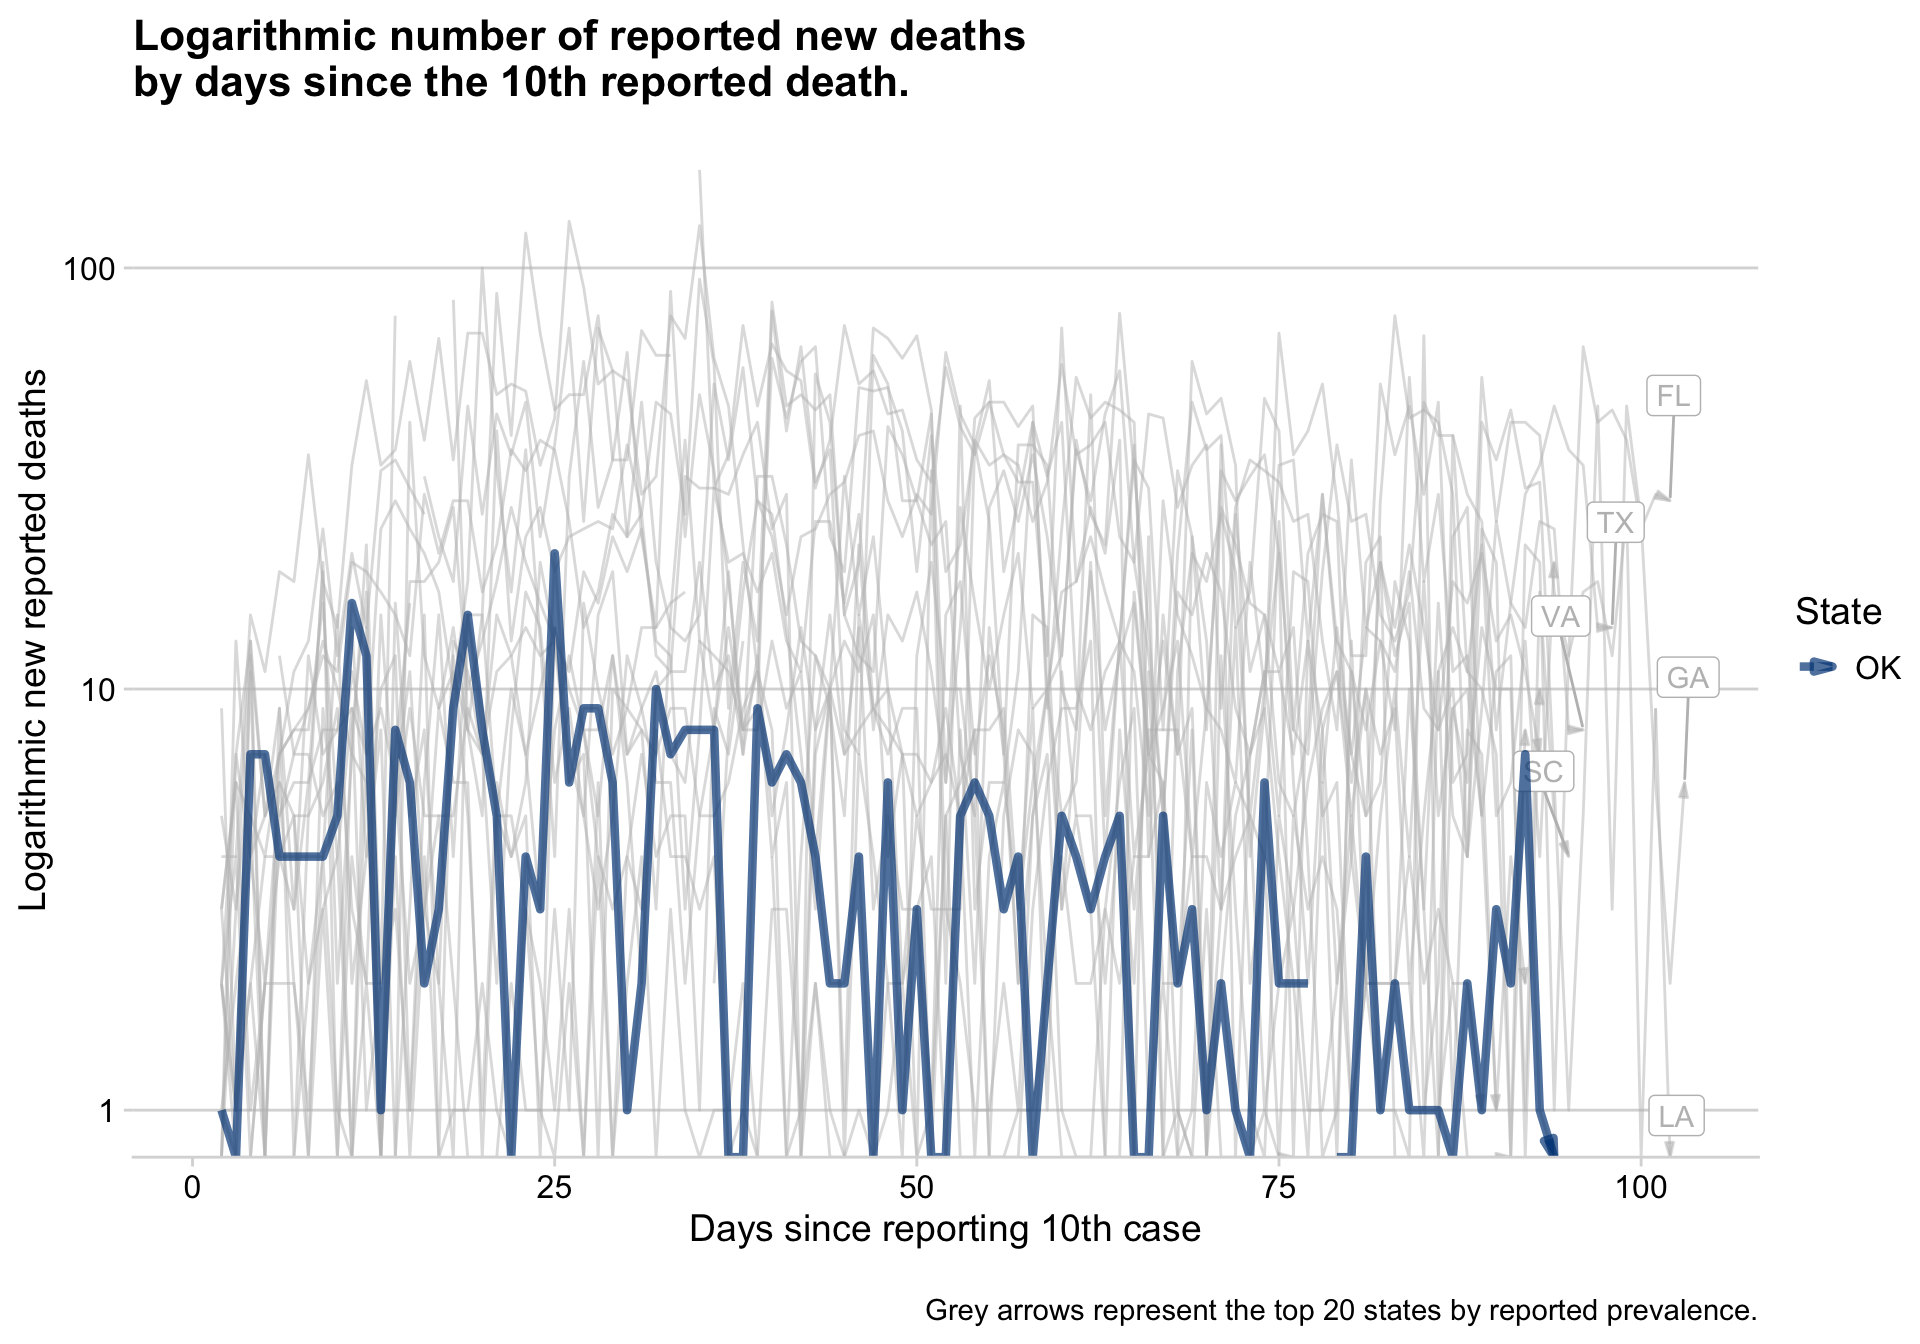 Logarithmic number of reported new deaths
by days since the 10th reported death.
Logarithmic new reported deaths
100
10
1
FL
TX
VA
GA
SC
LA
State
OK
0 25 50 75 100
Days since reporting 10th case
Grey arrows represent the top 20 states by reported prevalence.